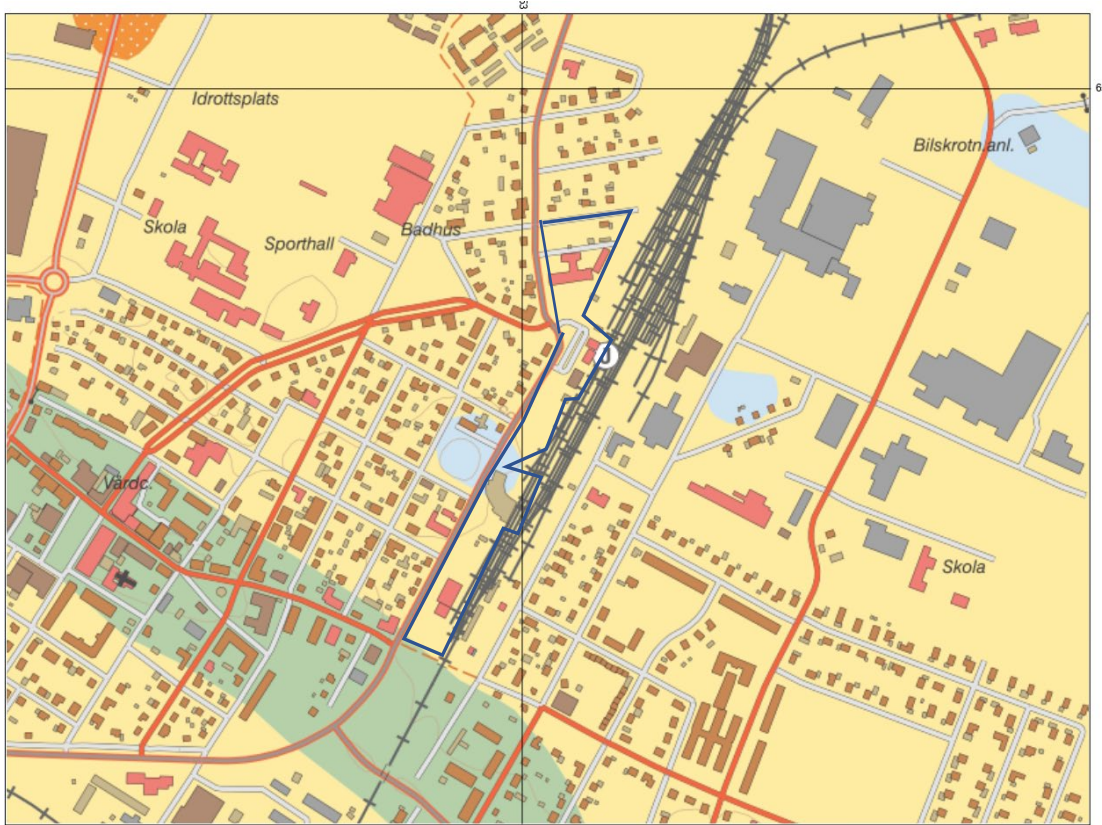 6
Idrottsplats
Bilskrotn.anl.
Skola
Sporthall
Badhus
Vårdc.
Skola